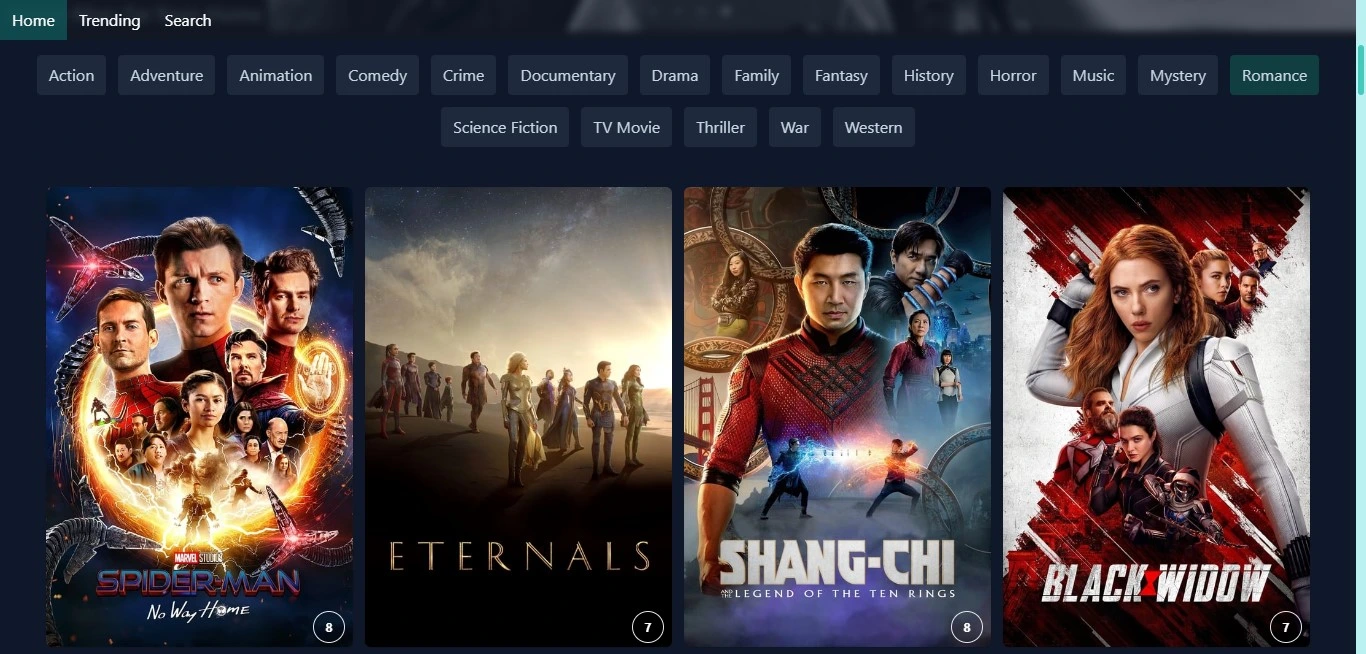 Home Trending Search
Action Adventure Animation Comedy Crime Documentary Drama Family Fantasy History Horror Music Mystery Romance
Science Fiction TV Movie Thriller War Western
MARVEL STUDIOS
SPIDER-MAN
No Way Home
8
ETERNALS
7
SHANG-CHI
AND THE LEGEND OF THE TEN RINGS
8
BLACK WIDOW
7